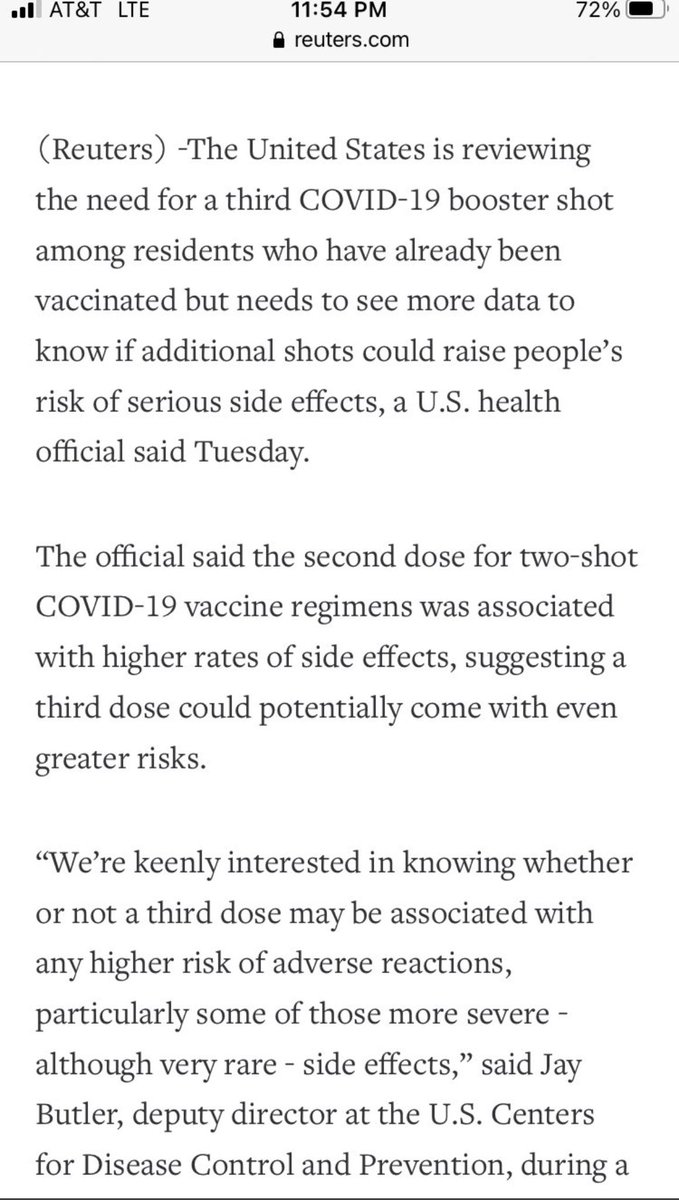 AT&T LTE 11:54 PM 72%
reuters.com
(Reuters) -The United States is reviewing
the need for a third COVID-19 booster shot
among residents who have already been
vaccinated but needs to see more data to
know if additional shots could raise people’s
risk of serious side effects, a U.S. health
official said Tuesday.
The official said the second dose for two-shot
COVID-19 vaccine regimens was associated
with higher rates of side effects, suggesting a
third dose could potentially come with even
greater risks.
“We’re keenly interested in knowing whether
or not a third dose may be associated with
any higher risk of adverse reactions,
particularly some of those more severe -
although very rare - side effects,” said Jay
Butler, deputy director at the U.S. Centers
for Disease Control and Prevention, during a